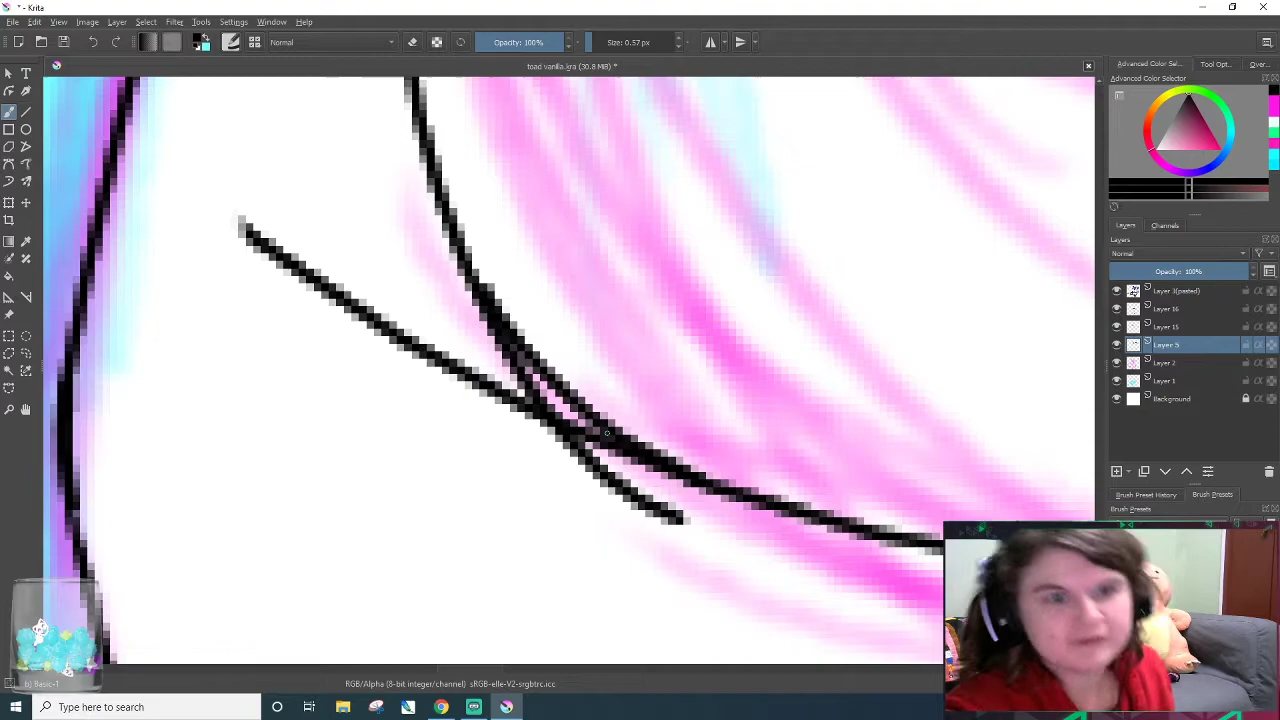 * - Krita
File Edit View Image Layer Select Filter Tools Settings Window Help
Normal Opacity: 100% Size: 0.57 px
toad vanilla.kra (30.8 MiB) *
Advanced Color Sel... Tool Opt... Over...
Advanced Color Selector
Layers Channels
Layers
Normal
Opacity: 100%
Layer 3(pasted)
Layer 16
Layer 15
Layer 5
Layer 2
Layer 1
Background
Brush Preset History Brush Presets
Brush Presets
b) Basic-1 RGB/Alpha (8-bit integer/channel) sRGB-elle-V2-srgbtrc.icc
Type here to search